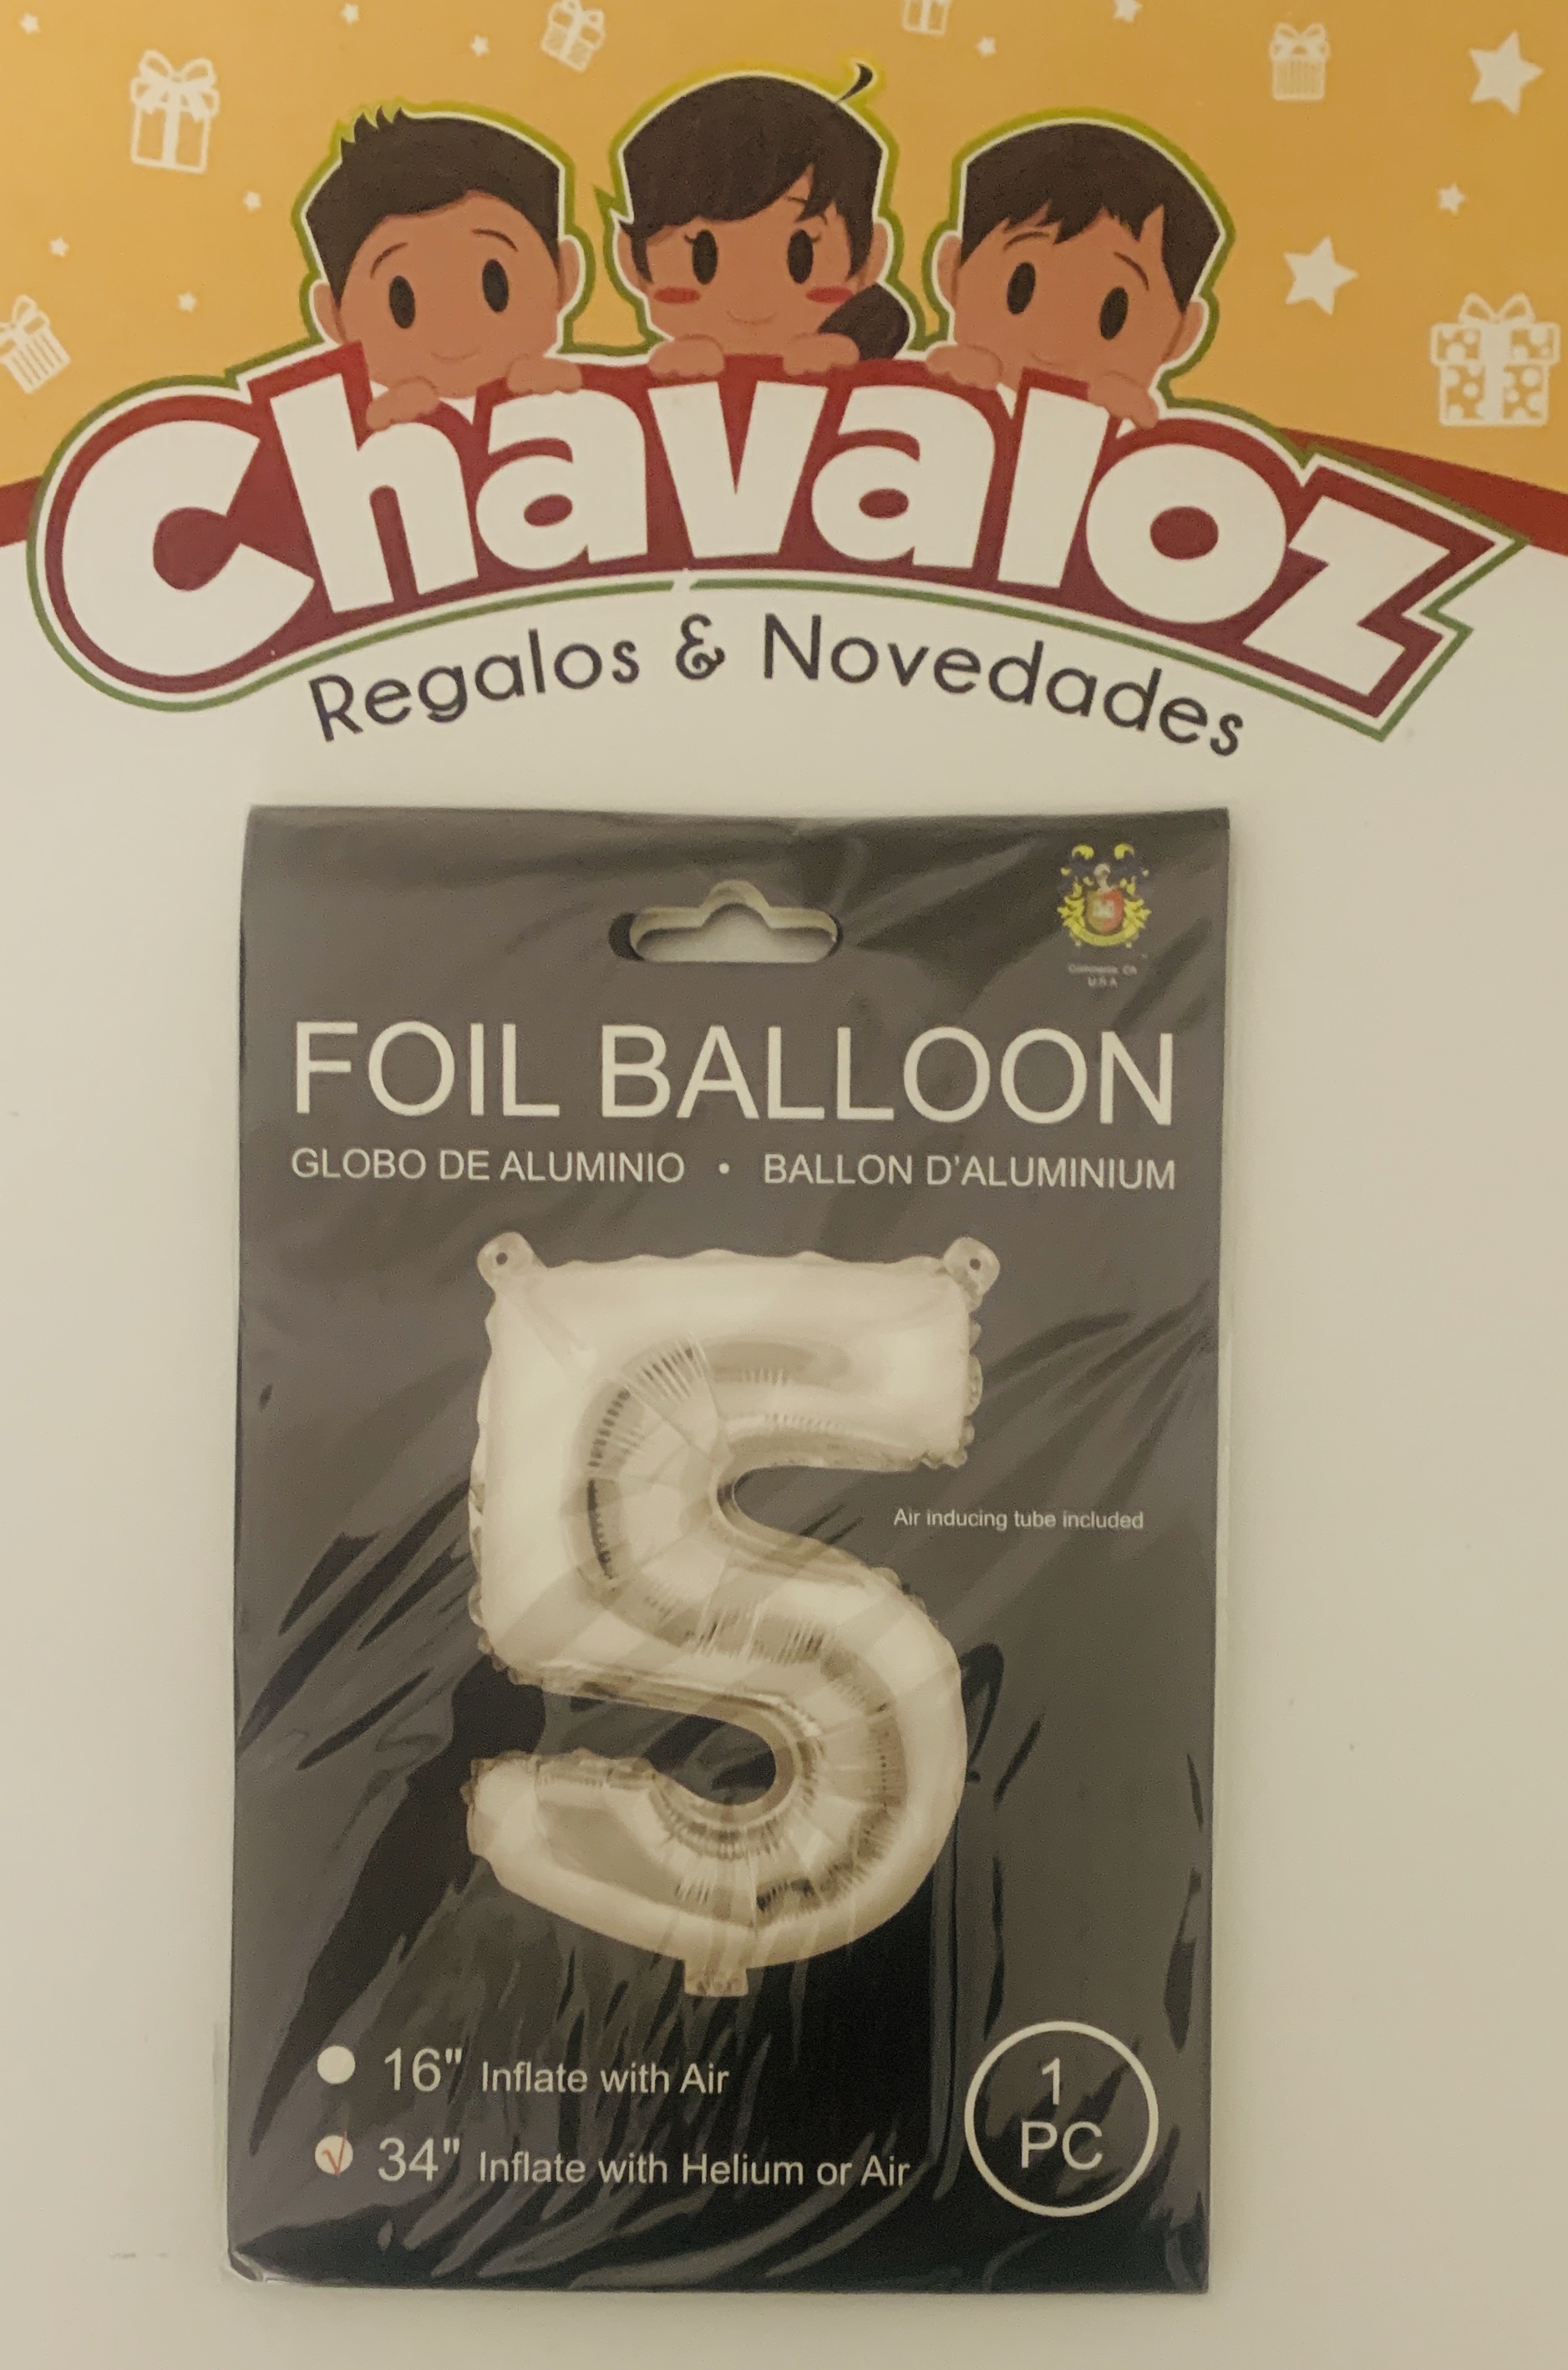 Chavaloz
Regalos & Novedades
U.S.A
FOIL BALLOON
GLOBO DE ALUMINIO • BALLON D'ALUMINIUM
5
Air inducing tube included
16" Inflate with Air
34" Inflate with Helium or Air
1
PC